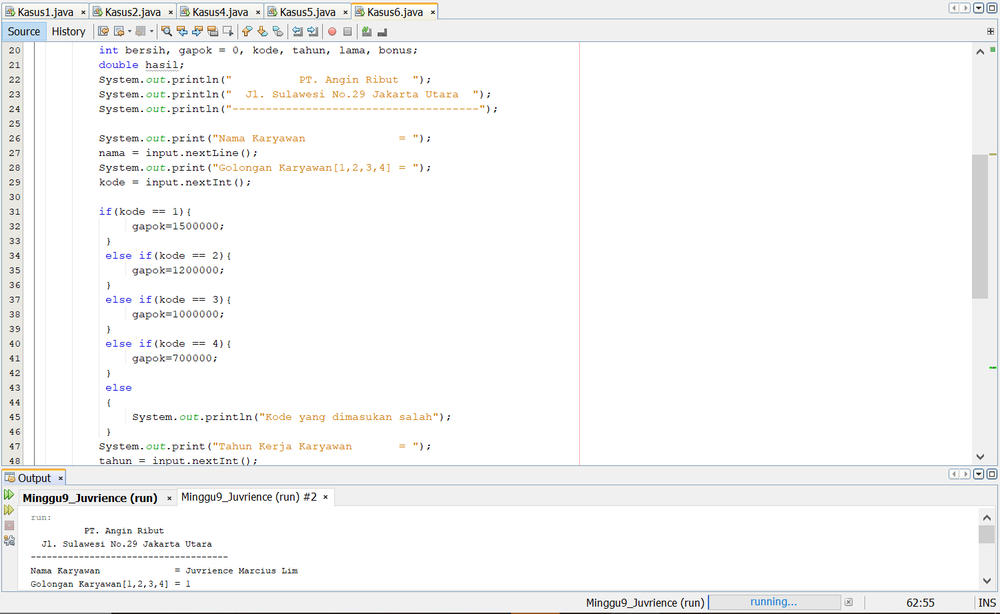 Kasus1.java × Kasus2.java × Kasus4.java × Kasus5.java × Kasus6.java ×
Source History
20 int bersih, gapok = 0, kode, tahun, lama, bonus;
21 double hasil;
22 System.out.println("          PT. Angin Ribut  ");
23 System.out.println("  Jl. Sulawesi No.29 Jakarta Utara  ");
24 System.out.println("-------------------------------------");
25
26 System.out.print("Nama Karyawan              = ");
27 nama = input.nextLine();
28 System.out.print("Golongan Karyawan[1,2,3,4] = ");
29 kode = input.nextInt();
30
31 if(kode == 1){
32 gapok=1500000;
33 }
34 else if(kode == 2){
35 gapok=1200000;
36 }
37 else if(kode == 3){
38 gapok=1000000;
39 }
40 else if(kode == 4){
41 gapok=700000;
42 }
43 else
44 {
45 System.out.println("Kode yang dimasukan salah");
46 }
47 System.out.print("Tahun Kerja Karyawan       = ");
48 tahun = input.nextInt();
Output ×
Minggu9_Juvrience (run) × Minggu9_Juvrience (run) #2 ×
run:
PT. Angin Ribut
Jl. Sulawesi No.29 Jakarta Utara
-------------------------------------
Nama Karyawan              = Juvrience Marcius Lim
Golongan Karyawan[1,2,3,4] = 1
Minggu9_Juvrience (run) running... 62:55 INS